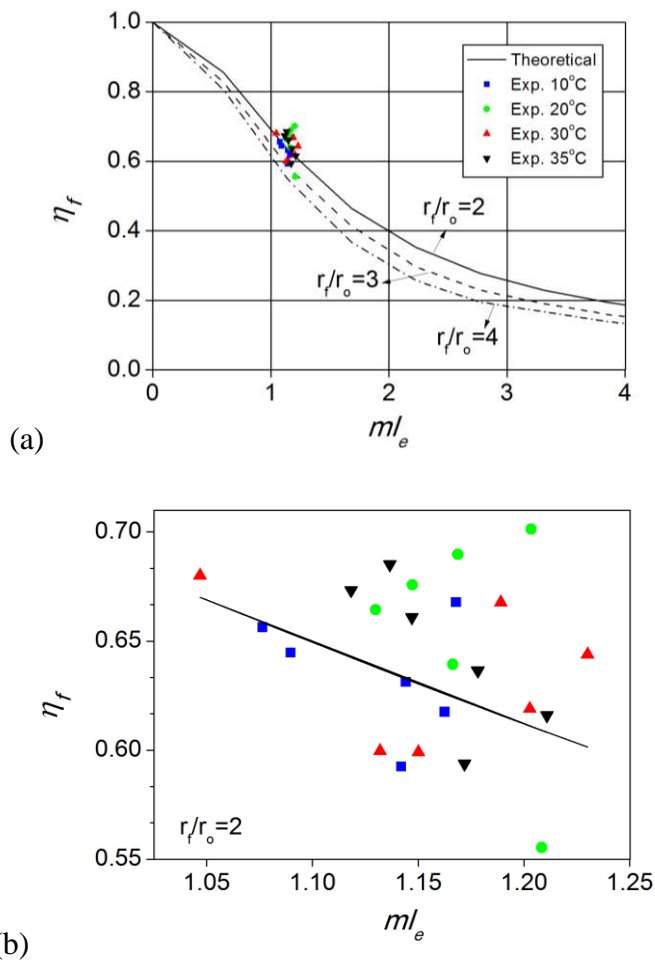 1.0
0.8
0.6
0.4
0.2
0.0
η_f
Theoretical
Exp. 10°C
Exp. 20°C
Exp. 30°C
Exp. 35°C
r_f/r_o=2
r_f/r_o=3
r_f/r_o=4
0 1 2 3 4
ml_e
(a)
0.70
0.65
0.60
0.55
η_f
r_f/r_o=2
1.05 1.10 1.15 1.20 1.25
ml_e
(b)